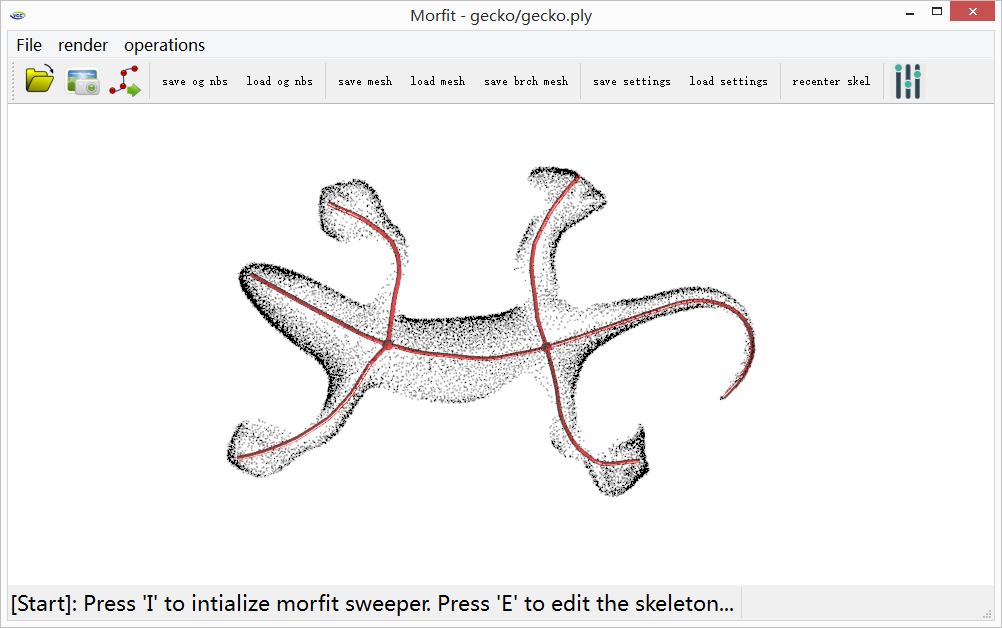 Morfit - gecko/gecko.ply
File render operations
save og nbs load og nbs save mesh load mesh save brch mesh save settings load settings recenter skel
[Start]: Press 'I' to intialize morfit sweeper. Press 'E' to edit the skeleton...